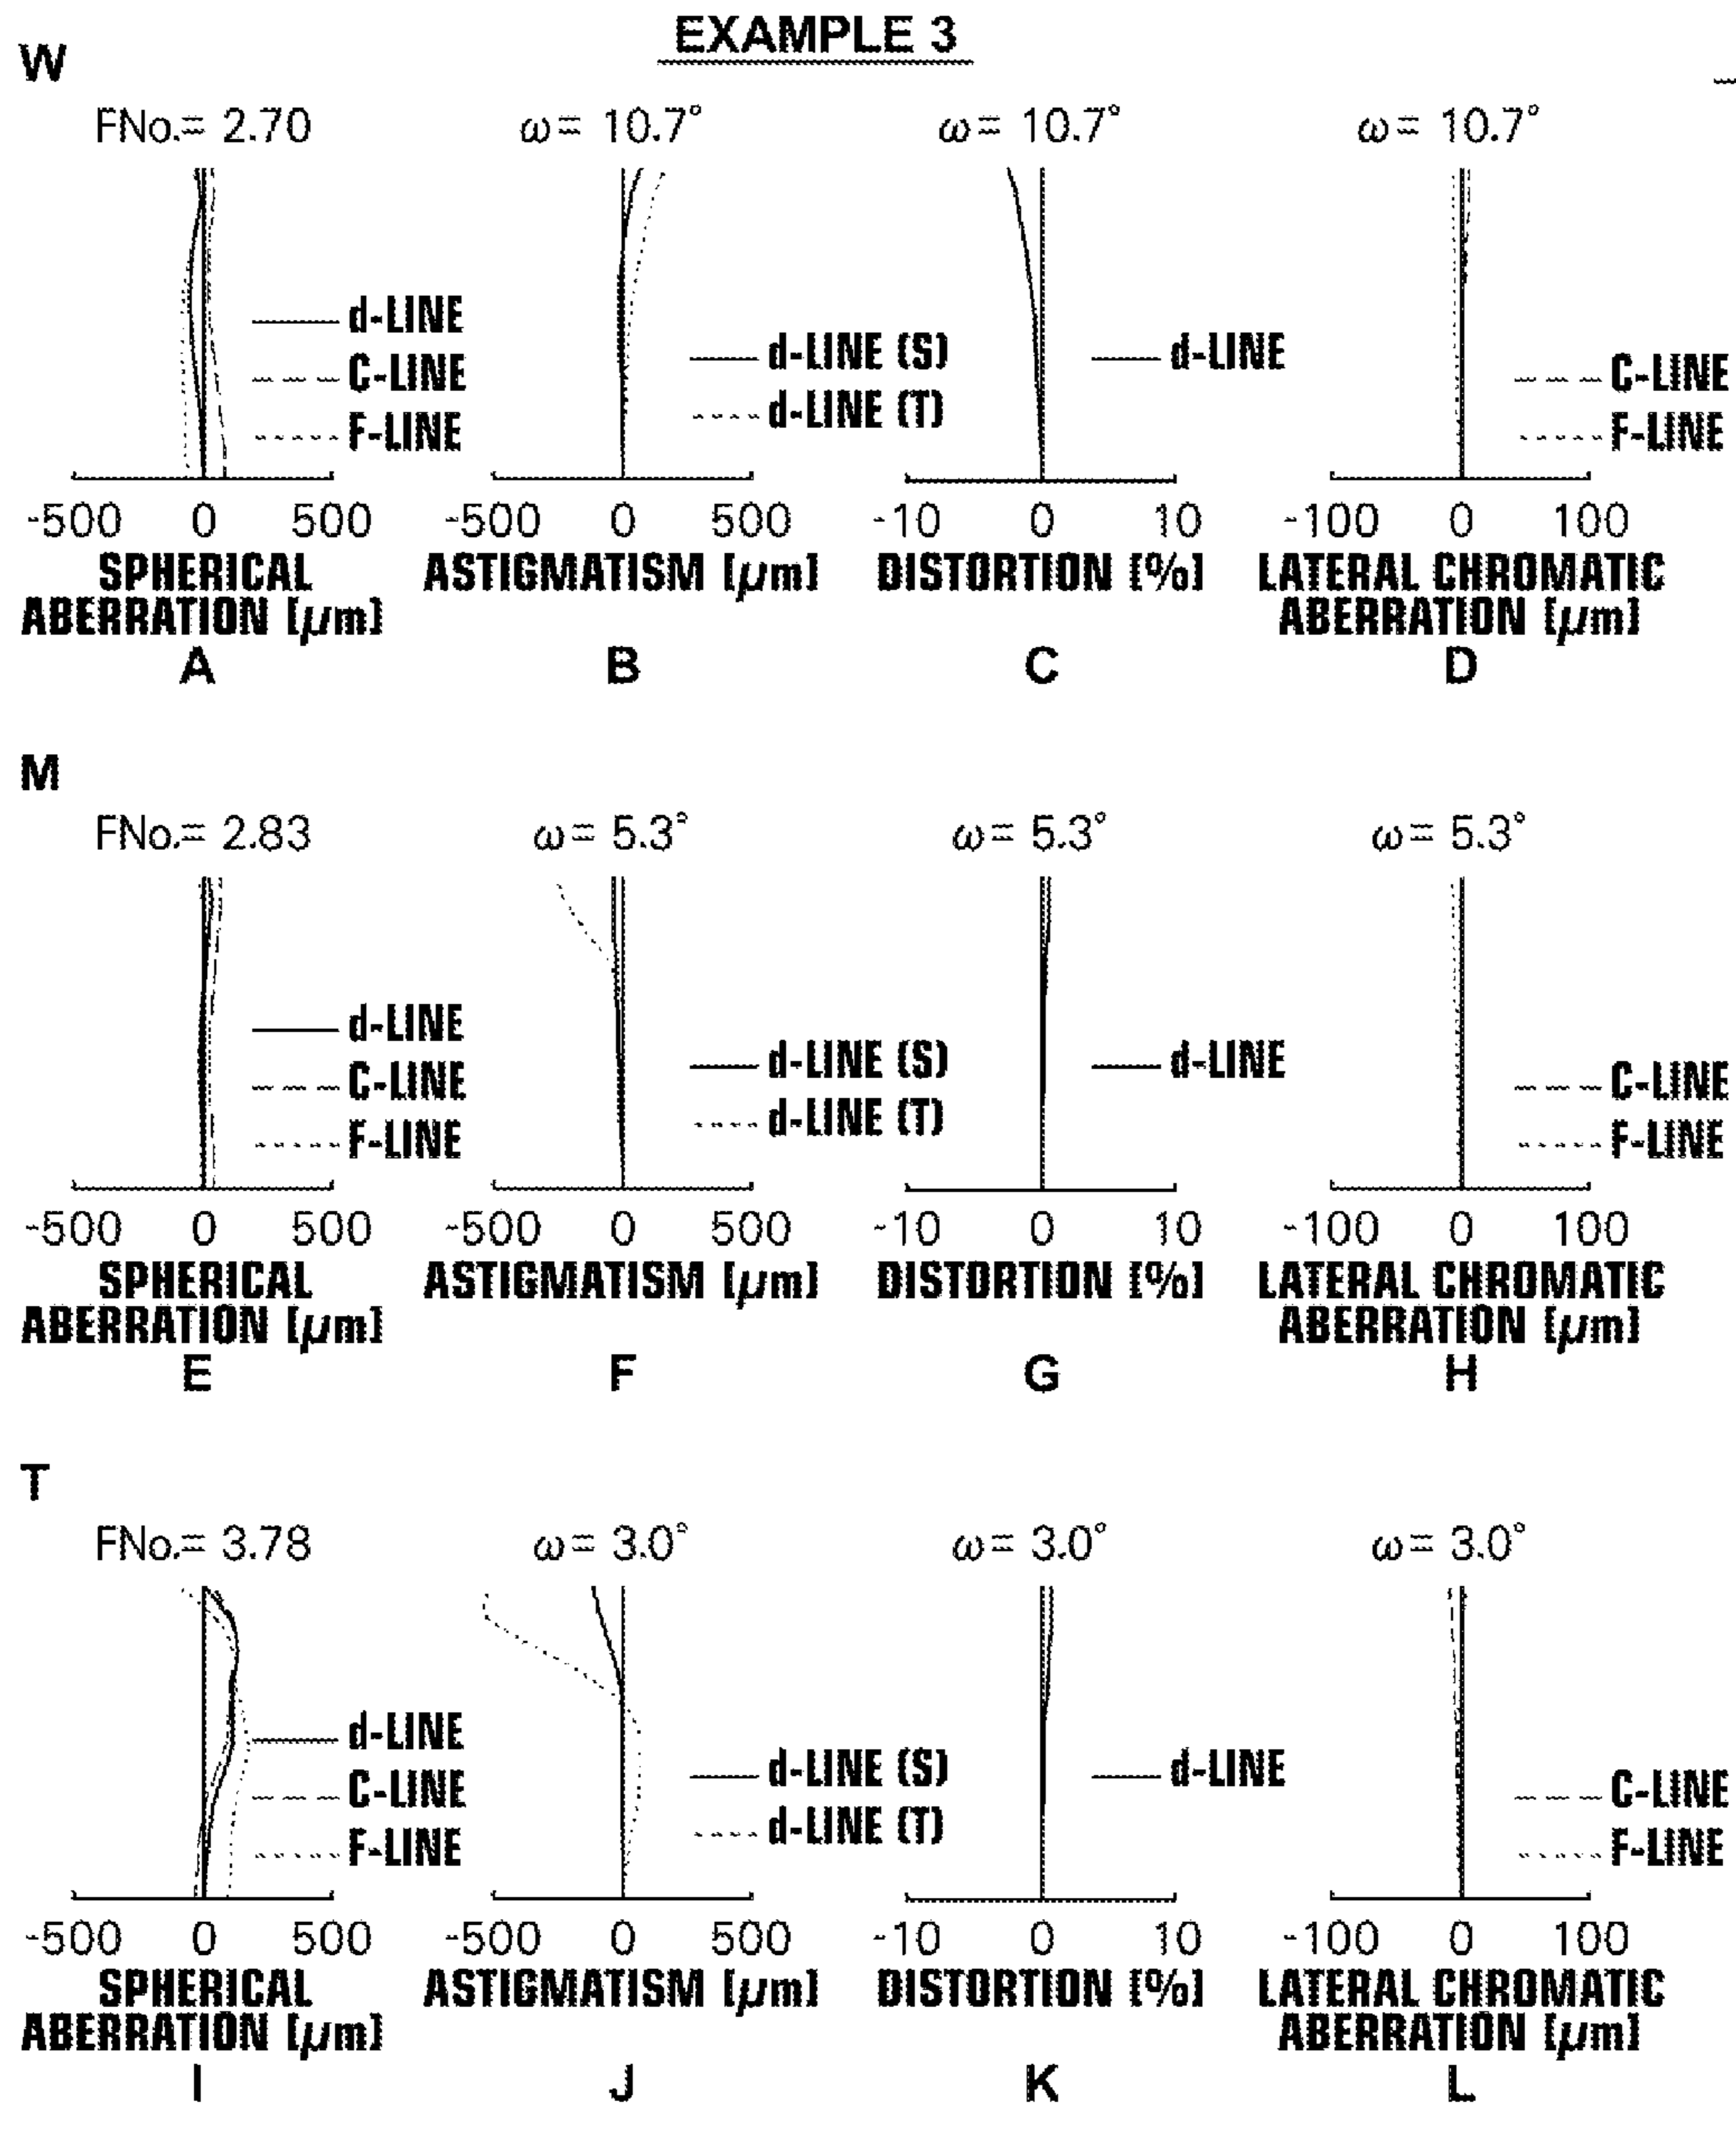 EXAMPLE 3
W
FNo.= 2.70
ω= 10.7°
ω= 10.7°
ω= 10.7°
d-LINE
C-LINE
F-LINE
d-LINE (S)
d-LINE (T)
d-LINE
C-LINE
F-LINE
-500 0 500
-500 0 500
-10 0 10
-100 0 100
SPHERICAL
ABERRATION [μm]
ASTIGMATISM [μm]
DISTORTION [%]
LATERAL CHROMATIC
ABERRATION [μm]
A
B
C
D
M
FNo.= 2.83
ω= 5.3°
ω= 5.3°
ω= 5.3°
d-LINE
C-LINE
F-LINE
d-LINE (S)
d-LINE (T)
d-LINE
C-LINE
F-LINE
-500 0 500
-500 0 500
-10 0 10
-100 0 100
SPHERICAL
ABERRATION [μm]
ASTIGMATISM [μm]
DISTORTION [%]
LATERAL CHROMATIC
ABERRATION [μm]
E
F
G
H
T
FNo.= 3.78
ω= 3.0°
ω= 3.0°
ω= 3.0°
d-LINE
C-LINE
F-LINE
d-LINE (S)
d-LINE (T)
d-LINE
C-LINE
F-LINE
-500 0 500
-500 0 500
-10 0 10
-100 0 100
SPHERICAL
ABERRATION [μm]
ASTIGMATISM [μm]
DISTORTION [%]
LATERAL CHROMATIC
ABERRATION [μm]
I
J
K
L